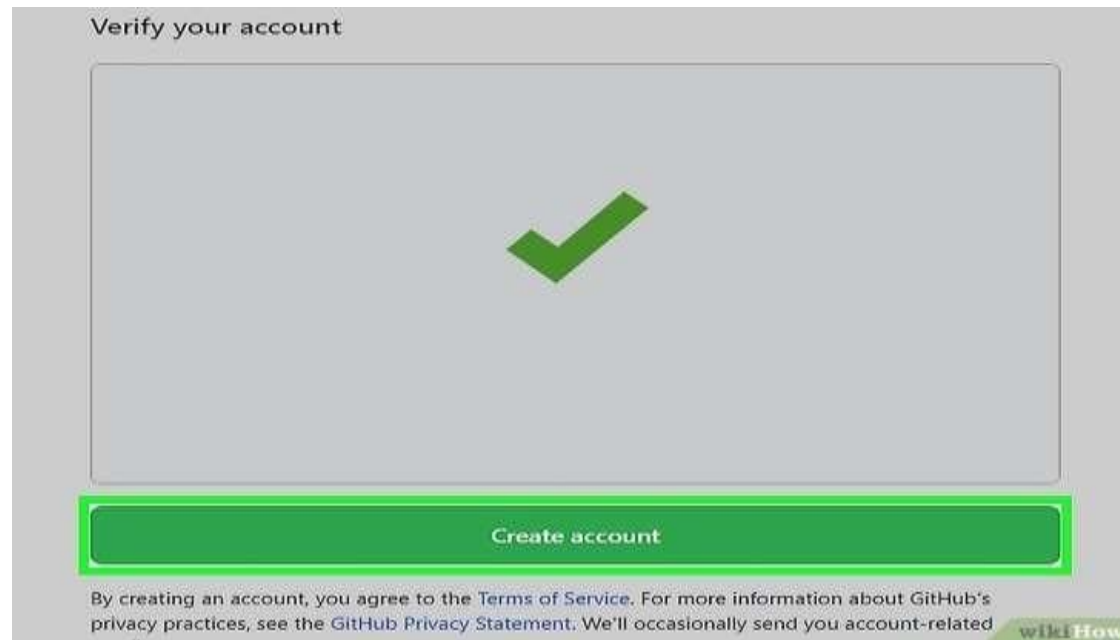 Verify your account
Create account
By creating an account, you agree to the Terms of Service. For more information about GitHub's
privacy practices, see the GitHub Privacy Statement. We'll occasionally send you account-related
wikiHow